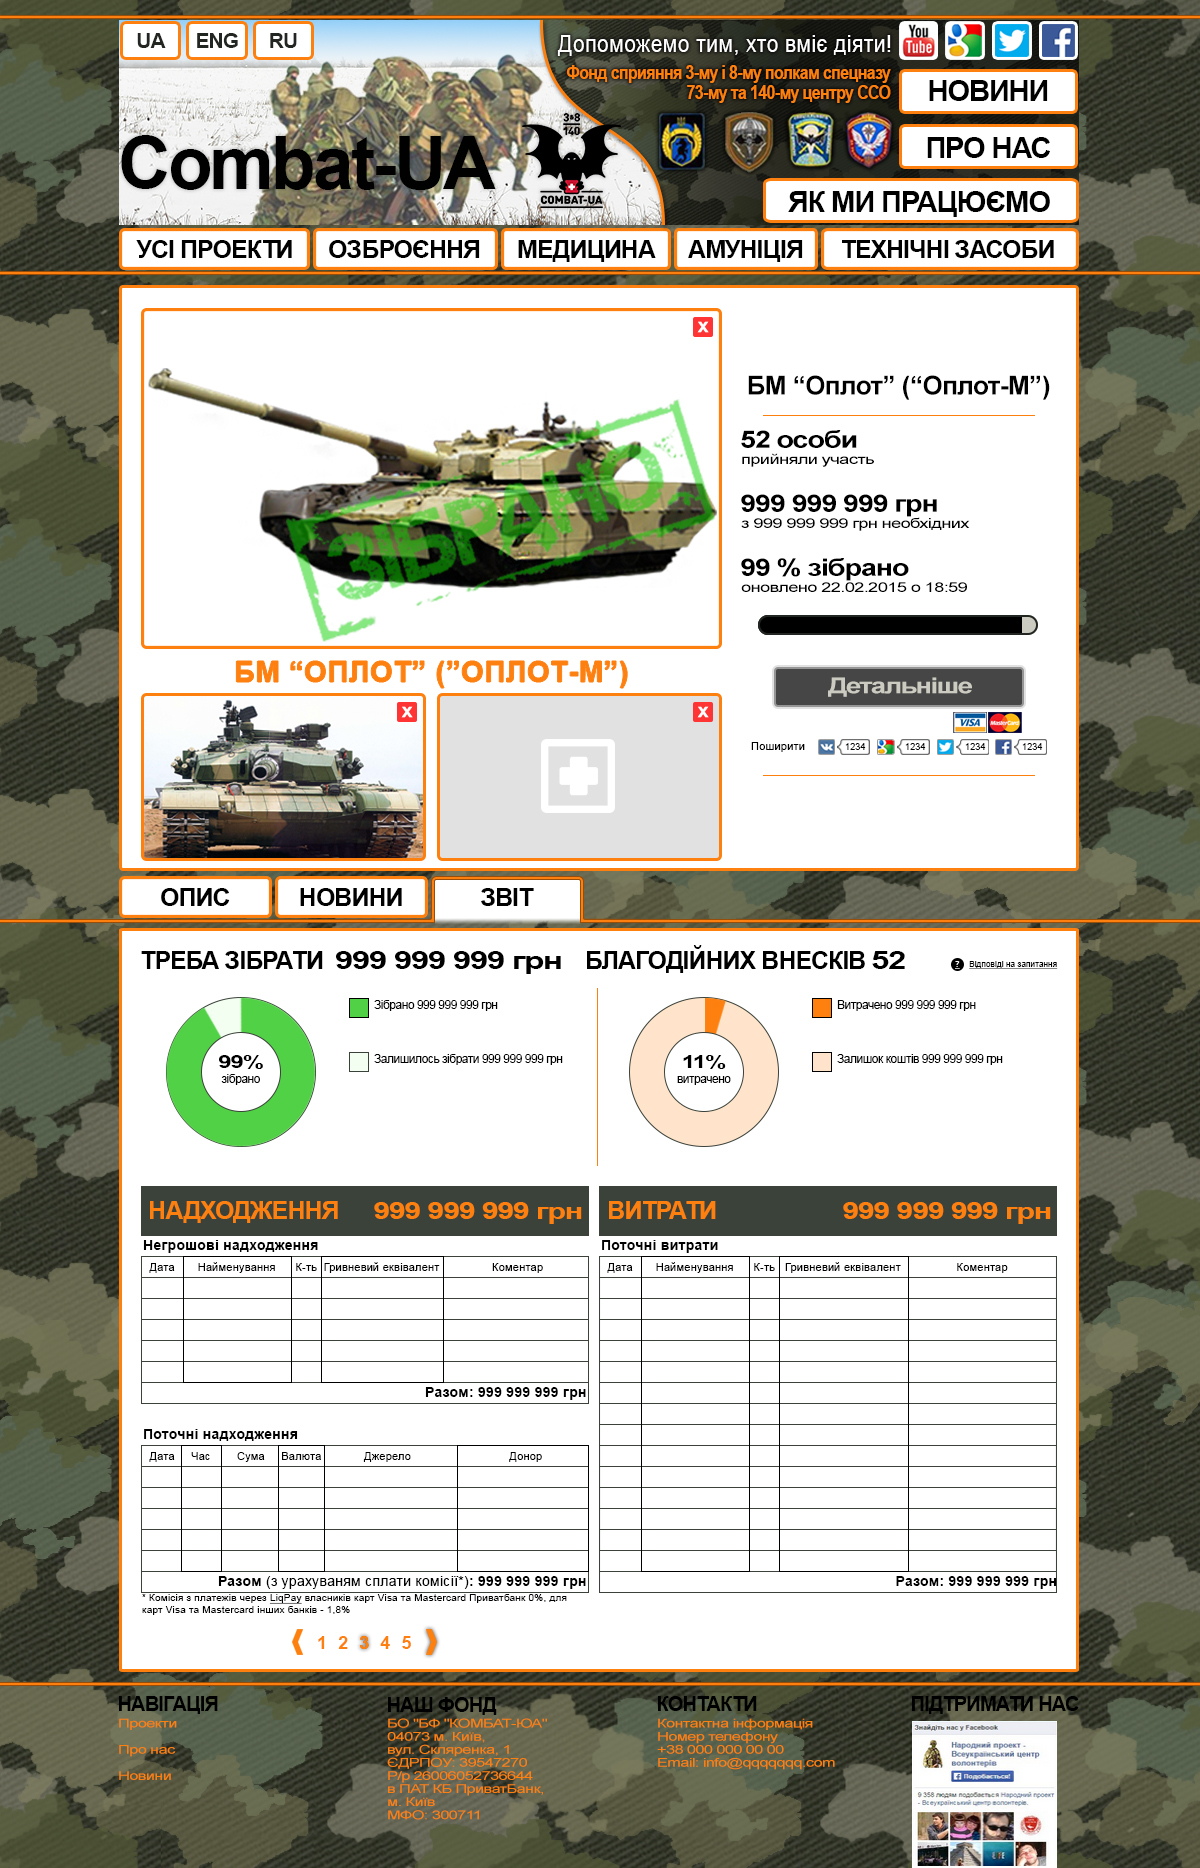 UA ENG RU
Допоможемо тим, хто вміє діяти!
You
Tube
Фонд сприяння 3-му і 8-му полкам спецназу
73-му та 140-му центру ССО
НОВИНИ
3 8
140
Combat-UA
COMBAT-UA
ПРО НАС
ЯК МИ ПРАЦЮЄМО
УСІ ПРОЕКТИ ОЗБРОЄННЯ МЕДИЦИНА АМУНІЦІЯ ТЕХНІЧНІ ЗАСОБИ
X
ЗІБРАНО
БМ “ОПЛОТ” (”ОПЛОТ-М”)
X X
БМ “Оплот” (“Оплот-М”)
52 особи
прийняли участь
999 999 999 грн
з 999 999 999 грн необхідних
99 % зібрано
оновлено 22.02.2015 о 18:59
Детальніше
VISA MasterCard
Поширити 1234 1234 1234 1234
ОПИС НОВИНИ ЗВІТ
ТРЕБА ЗІБРАТИ 999 999 999 грн БЛАГОДІЙНИХ ВНЕСКІВ 52
? Відповіді на запитання
99%
зібрано
Зібрано 999 999 999 грн
Залишилось зібрати 999 999 999 грн
11%
витрачено
Витрачено 999 999 999 грн
Залишок коштів 999 999 999 грн
НАДХОДЖЕННЯ 999 999 999 грн
Негрошові надходження
Дата Найменування К-ть Гривневий еквівалент Коментар
Разом: 999 999 999 грн
Поточні надходження
Дата Час Сума Валюта Джерело Донор
Разом (з урахуваням сплати комісії*): 999 999 999 грн
* Комісія з платежів через LiqPay власників карт Visa та Mastercard Приватбанк 0%, для
карт Visa та Mastercard інших банків - 1,8%
ВИТРАТИ 999 999 999 грн
Поточні витрати
Дата Найменування К-ть Гривневий еквівалент Коментар
Разом: 999 999 999 грн
1 2 3 4 5
НАВІГАЦІЯ
Проекти
Про нас
Новини
НАШ ФОНД
БО "БФ "КОМБАТ-ЮА"
04073 м. Київ,
вул. Скляренка, 1
ЄДРПОУ: 39547270
Р/р 26006052736644
в ПАТ КБ ПриватБанк,
м. Київ
МФО: 300711
КОНТАКТИ
Контактна інформація
Номер телефону
+38 000 000 00 00
Email: info@qqqqqqq.com
ПІДТРИМАТИ НАС
Знайдіть нас у Facebook
Народний проект -
Всеукраїнський центр
волонтерів
Подобається!
9 358 людям подобається Народний проект
- Всеукраїнський центр волонтерів.